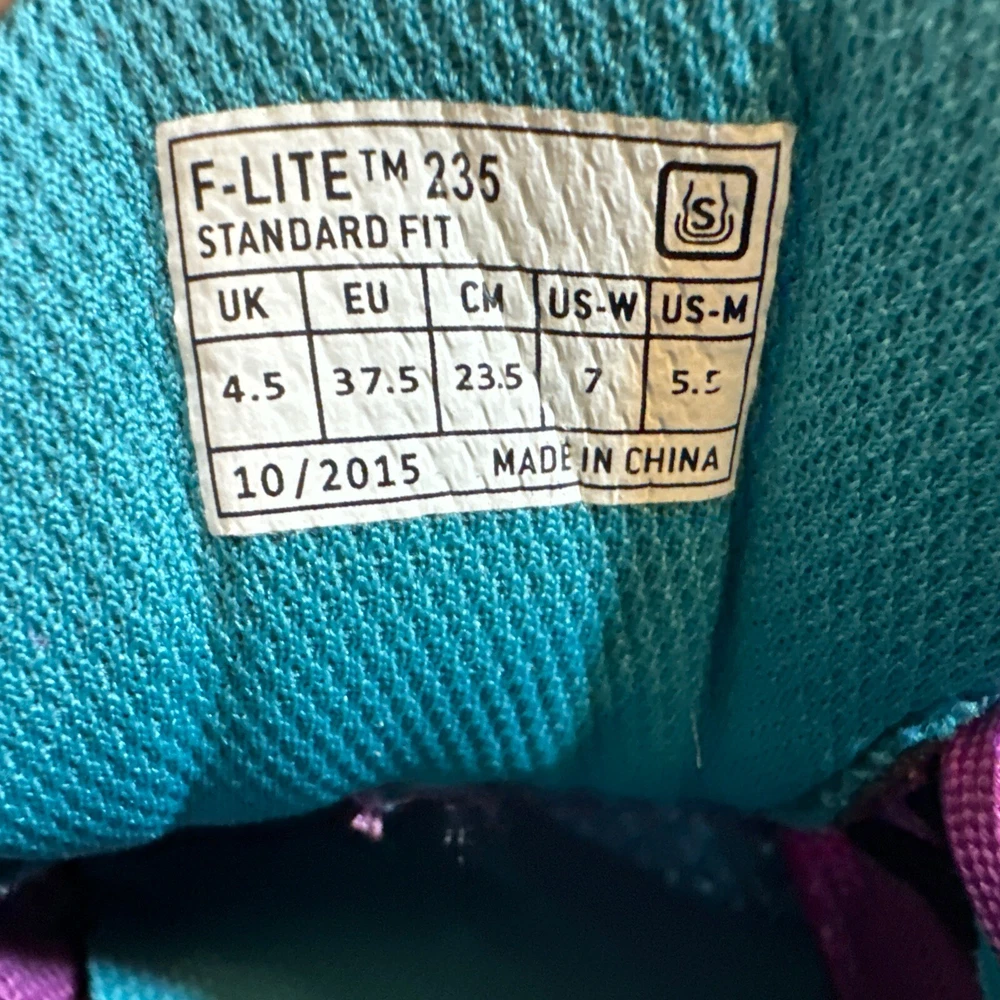 F-LITE™ 235
S
STANDARD FIT
UK EU CM US-W US-M
4.5 37.5 23.5 7 5.5
10/2015 MADE IN CHINA